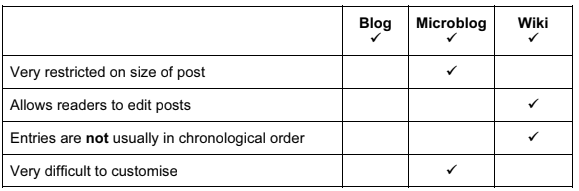 Blog Microblog Wiki
✓ ✓ ✓
Very restricted on size of post ✓
Allows readers to edit posts ✓
Entries are not usually in chronological order ✓
Very difficult to customise ✓